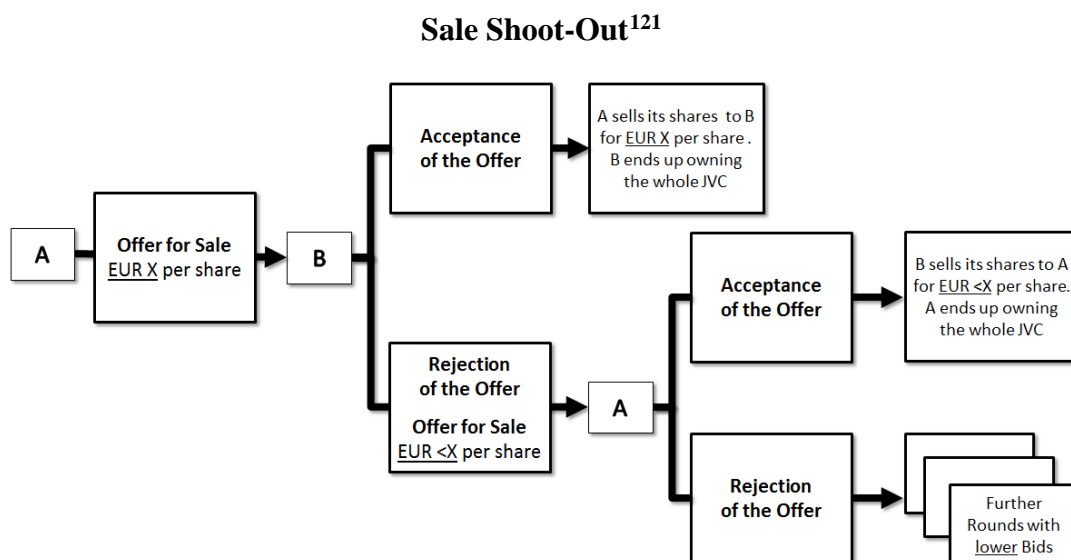 Sale Shoot-Out121
A
Offer for Sale
EUR X per share
B
Acceptance
of the Offer
A sells its shares to B
for EUR X per share .
B ends up owning
the whole JVC
Rejection
of the Offer
Offer for Sale
EUR <X per share
A
Acceptance
of the Offer
B sells its shares to A
for EUR <X per share.
A ends up owning
the whole JVC
Rejection
of the Offer
Further
Rounds with
lower Bids